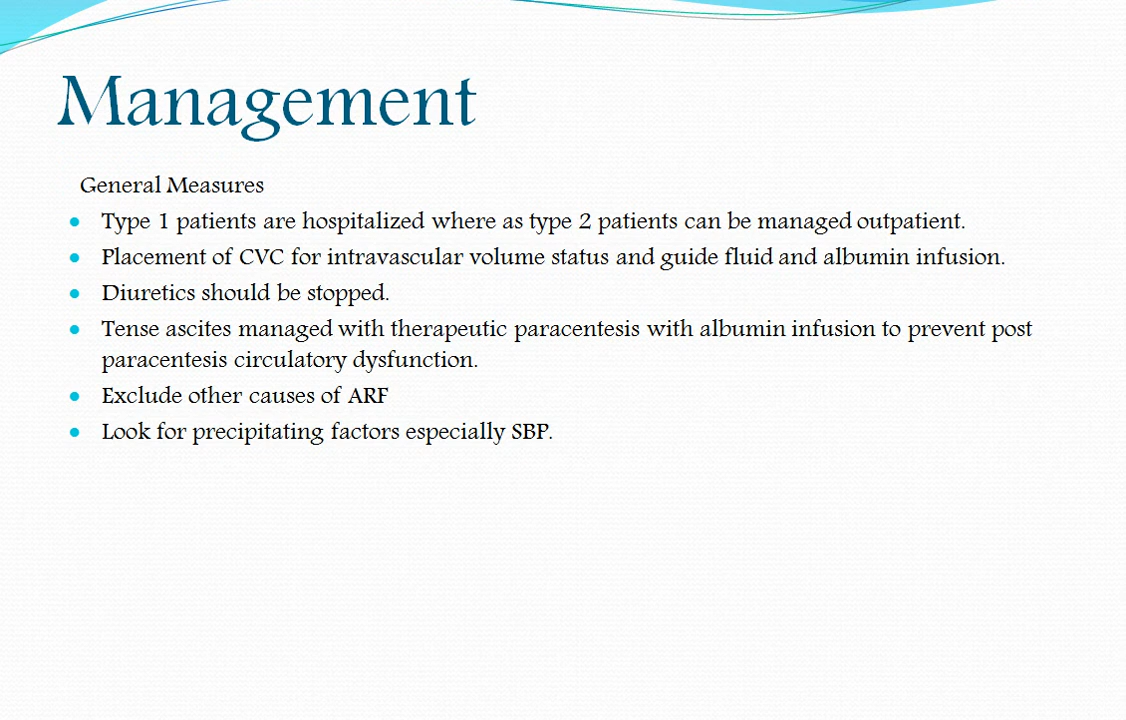 Management
General Measures
Type 1 patients are hospitalized where as type 2 patients can be managed outpatient.
Placement of CVC for intravascular volume status and guide fluid and albumin infusion.
Diuretics should be stopped.
Tense ascites managed with therapeutic paracentesis with albumin infusion to prevent post
paracentesis circulatory dysfunction.
Exclude other causes of ARF
Look for precipitating factors especially SBP.